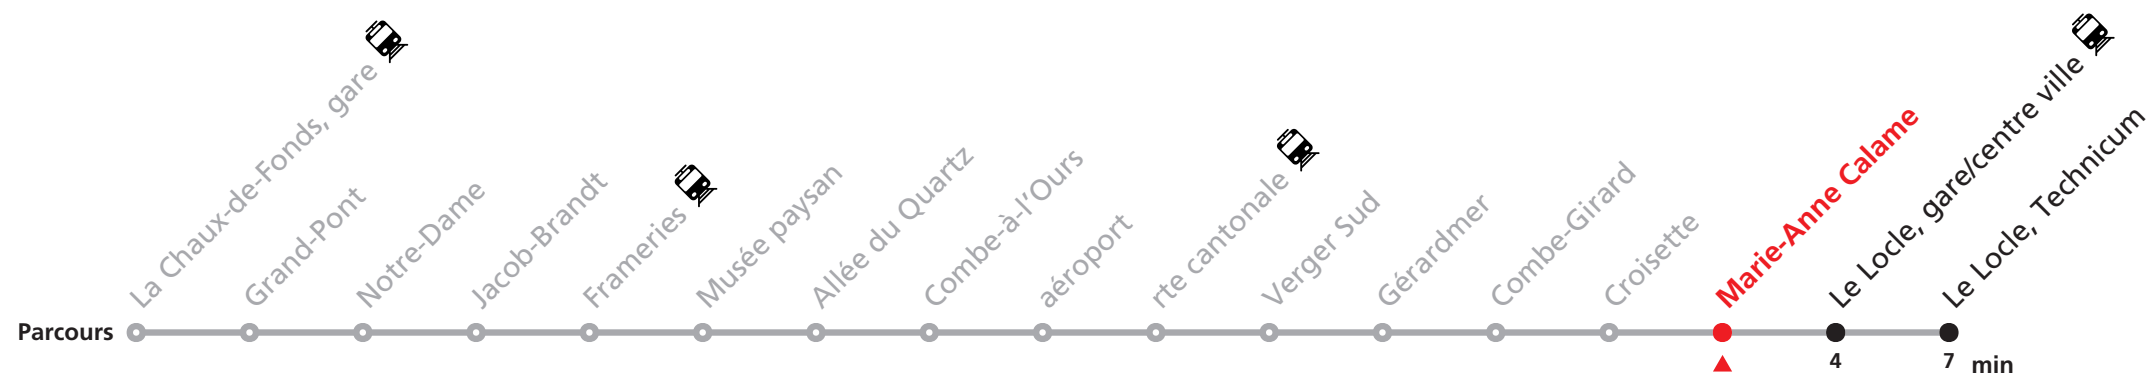 La Chaux-de-Fonds, gare
Grand-Pont
Notre-Dame
Jacob-Brandt
Frameries
Musée paysan
Allée du Quartz
Combe-à-l'Ours
aéroport
rte cantonale
Verger Sud
Gérardmer
Combe-Girard
Croisette
Marie-Anne Calame
Le Locle, gare/centre ville
Le Locle, Technicum
Parcours
4 7 min